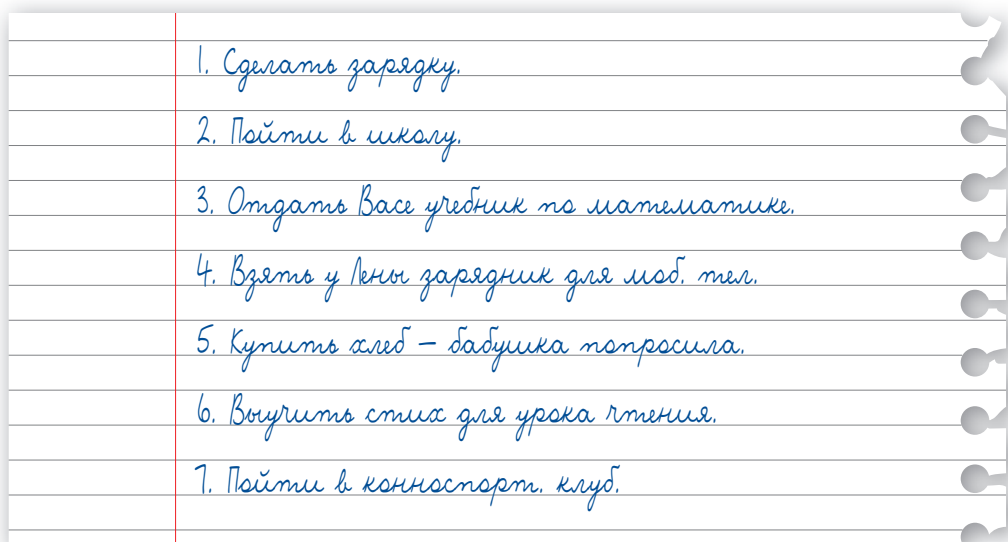 1. Сделать зарядку.
2. Пойти в школу.
3. Отдать Васе учебник по математике.
4. Взять у Лены зарядник для моб. тел.
5. Купить хлеб – бабушка попросила.
6. Выучить стих для урока чтения.
7. Пойти в конноспорт. клуб.